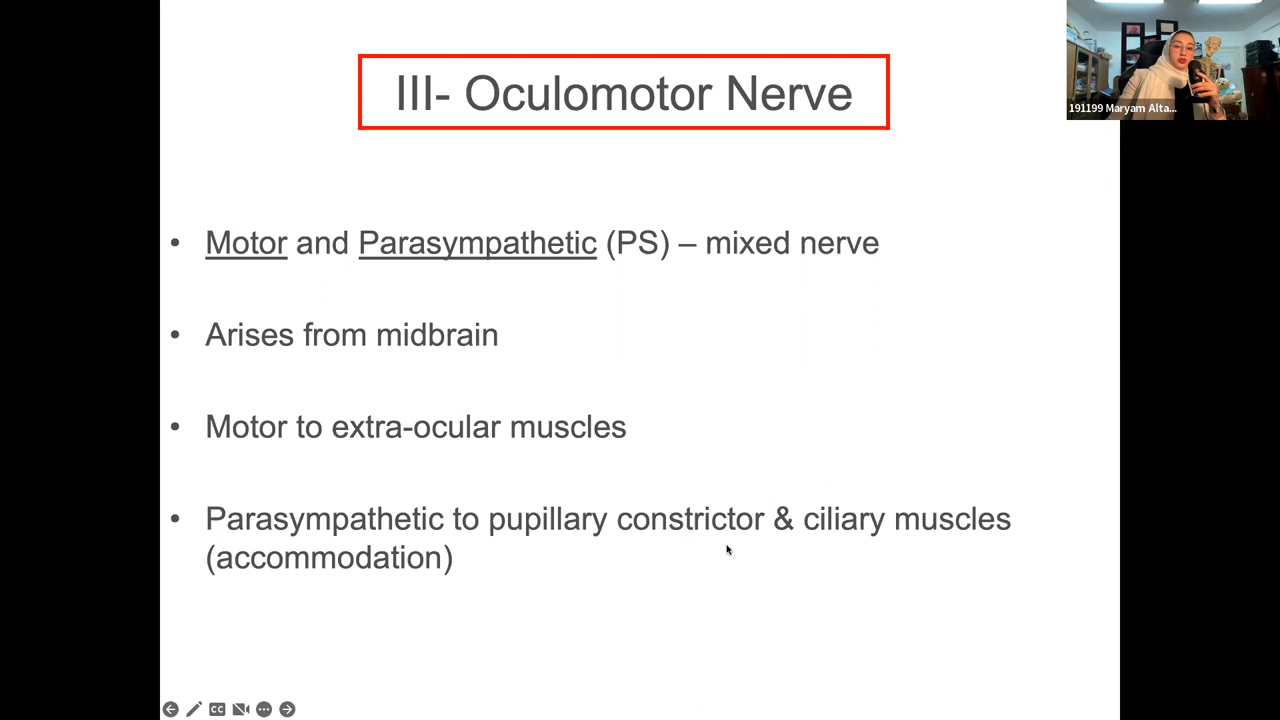 III- Oculomotor Nerve
191199 Maryam Alta...
• Motor and Parasympathetic (PS) – mixed nerve
• Arises from midbrain
• Motor to extra-ocular muscles
• Parasympathetic to pupillary constrictor & ciliary muscles
(accommodation)
CC